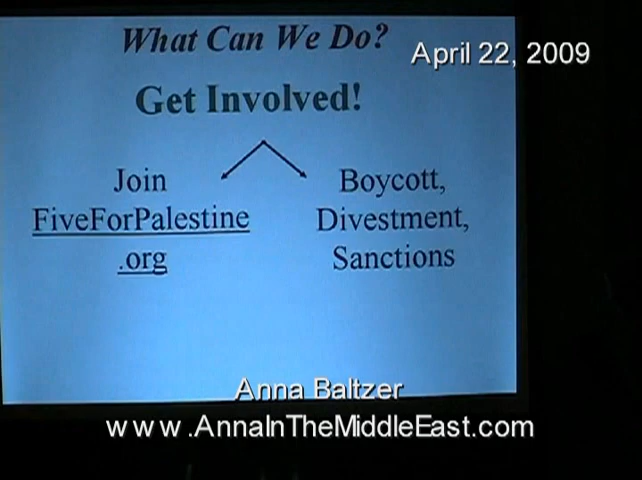 What Can We Do?
April 22, 2009
Get Involved!
Join
FiveForPalestine
.org
Boycott,
Divestment,
Sanctions
Anna Baltzer
www.AnnaInTheMiddleEast.com